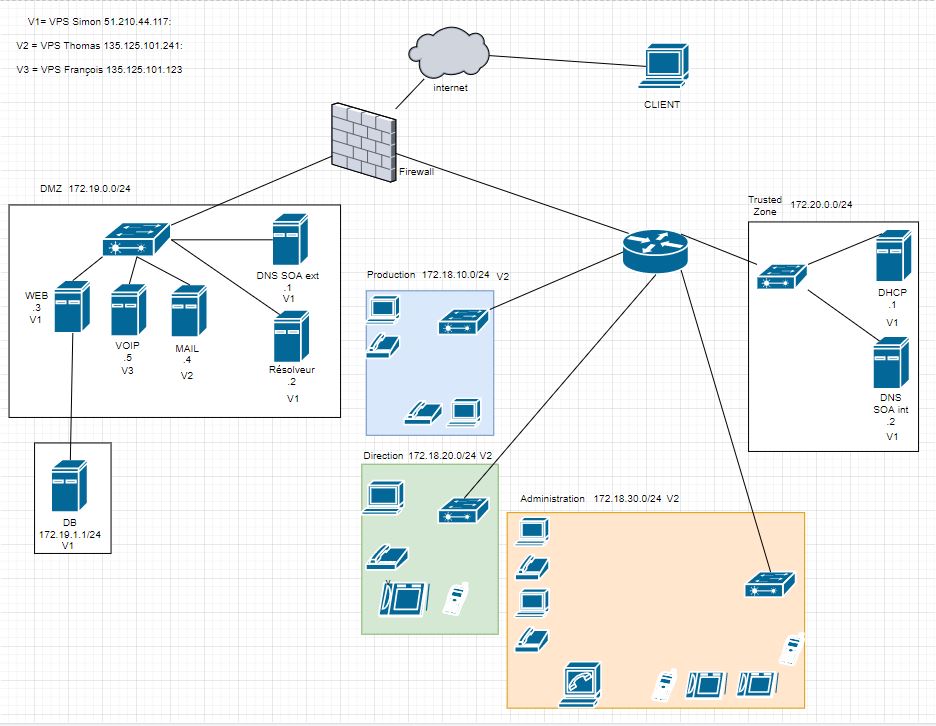 V1= VPS Simon 51.210.44.117:
V2 = VPS Thomas 135.125.101.241:
V3 = VPS François 135.125.101.123
internet
CLIENT
Firewall
DMZ 172.19.0.0/24
Trusted
Zone
172.20.0.0/24
DNS SOA ext
.1
V1
WEB
.3
V1
VOIP
.5
V3
MAIL
.4
V2
Résolveur
.2
V1
DB
172.19.1.1/24
V1
Production 172.18.10.0/24 V2
DHCP
.1
V1
DNS
SOA int
.2
V1
Direction 172.18.20.0/24 V2
Administration 172.18.30.0/24 V2